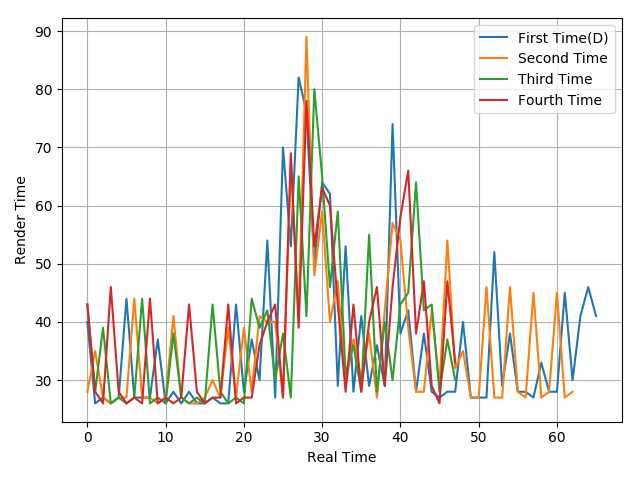 90
80
70
60
50
40
30
0 10 20 30 40 50 60
Render Time
Real Time
First Time(D)
Second Time
Third Time
Fourth Time